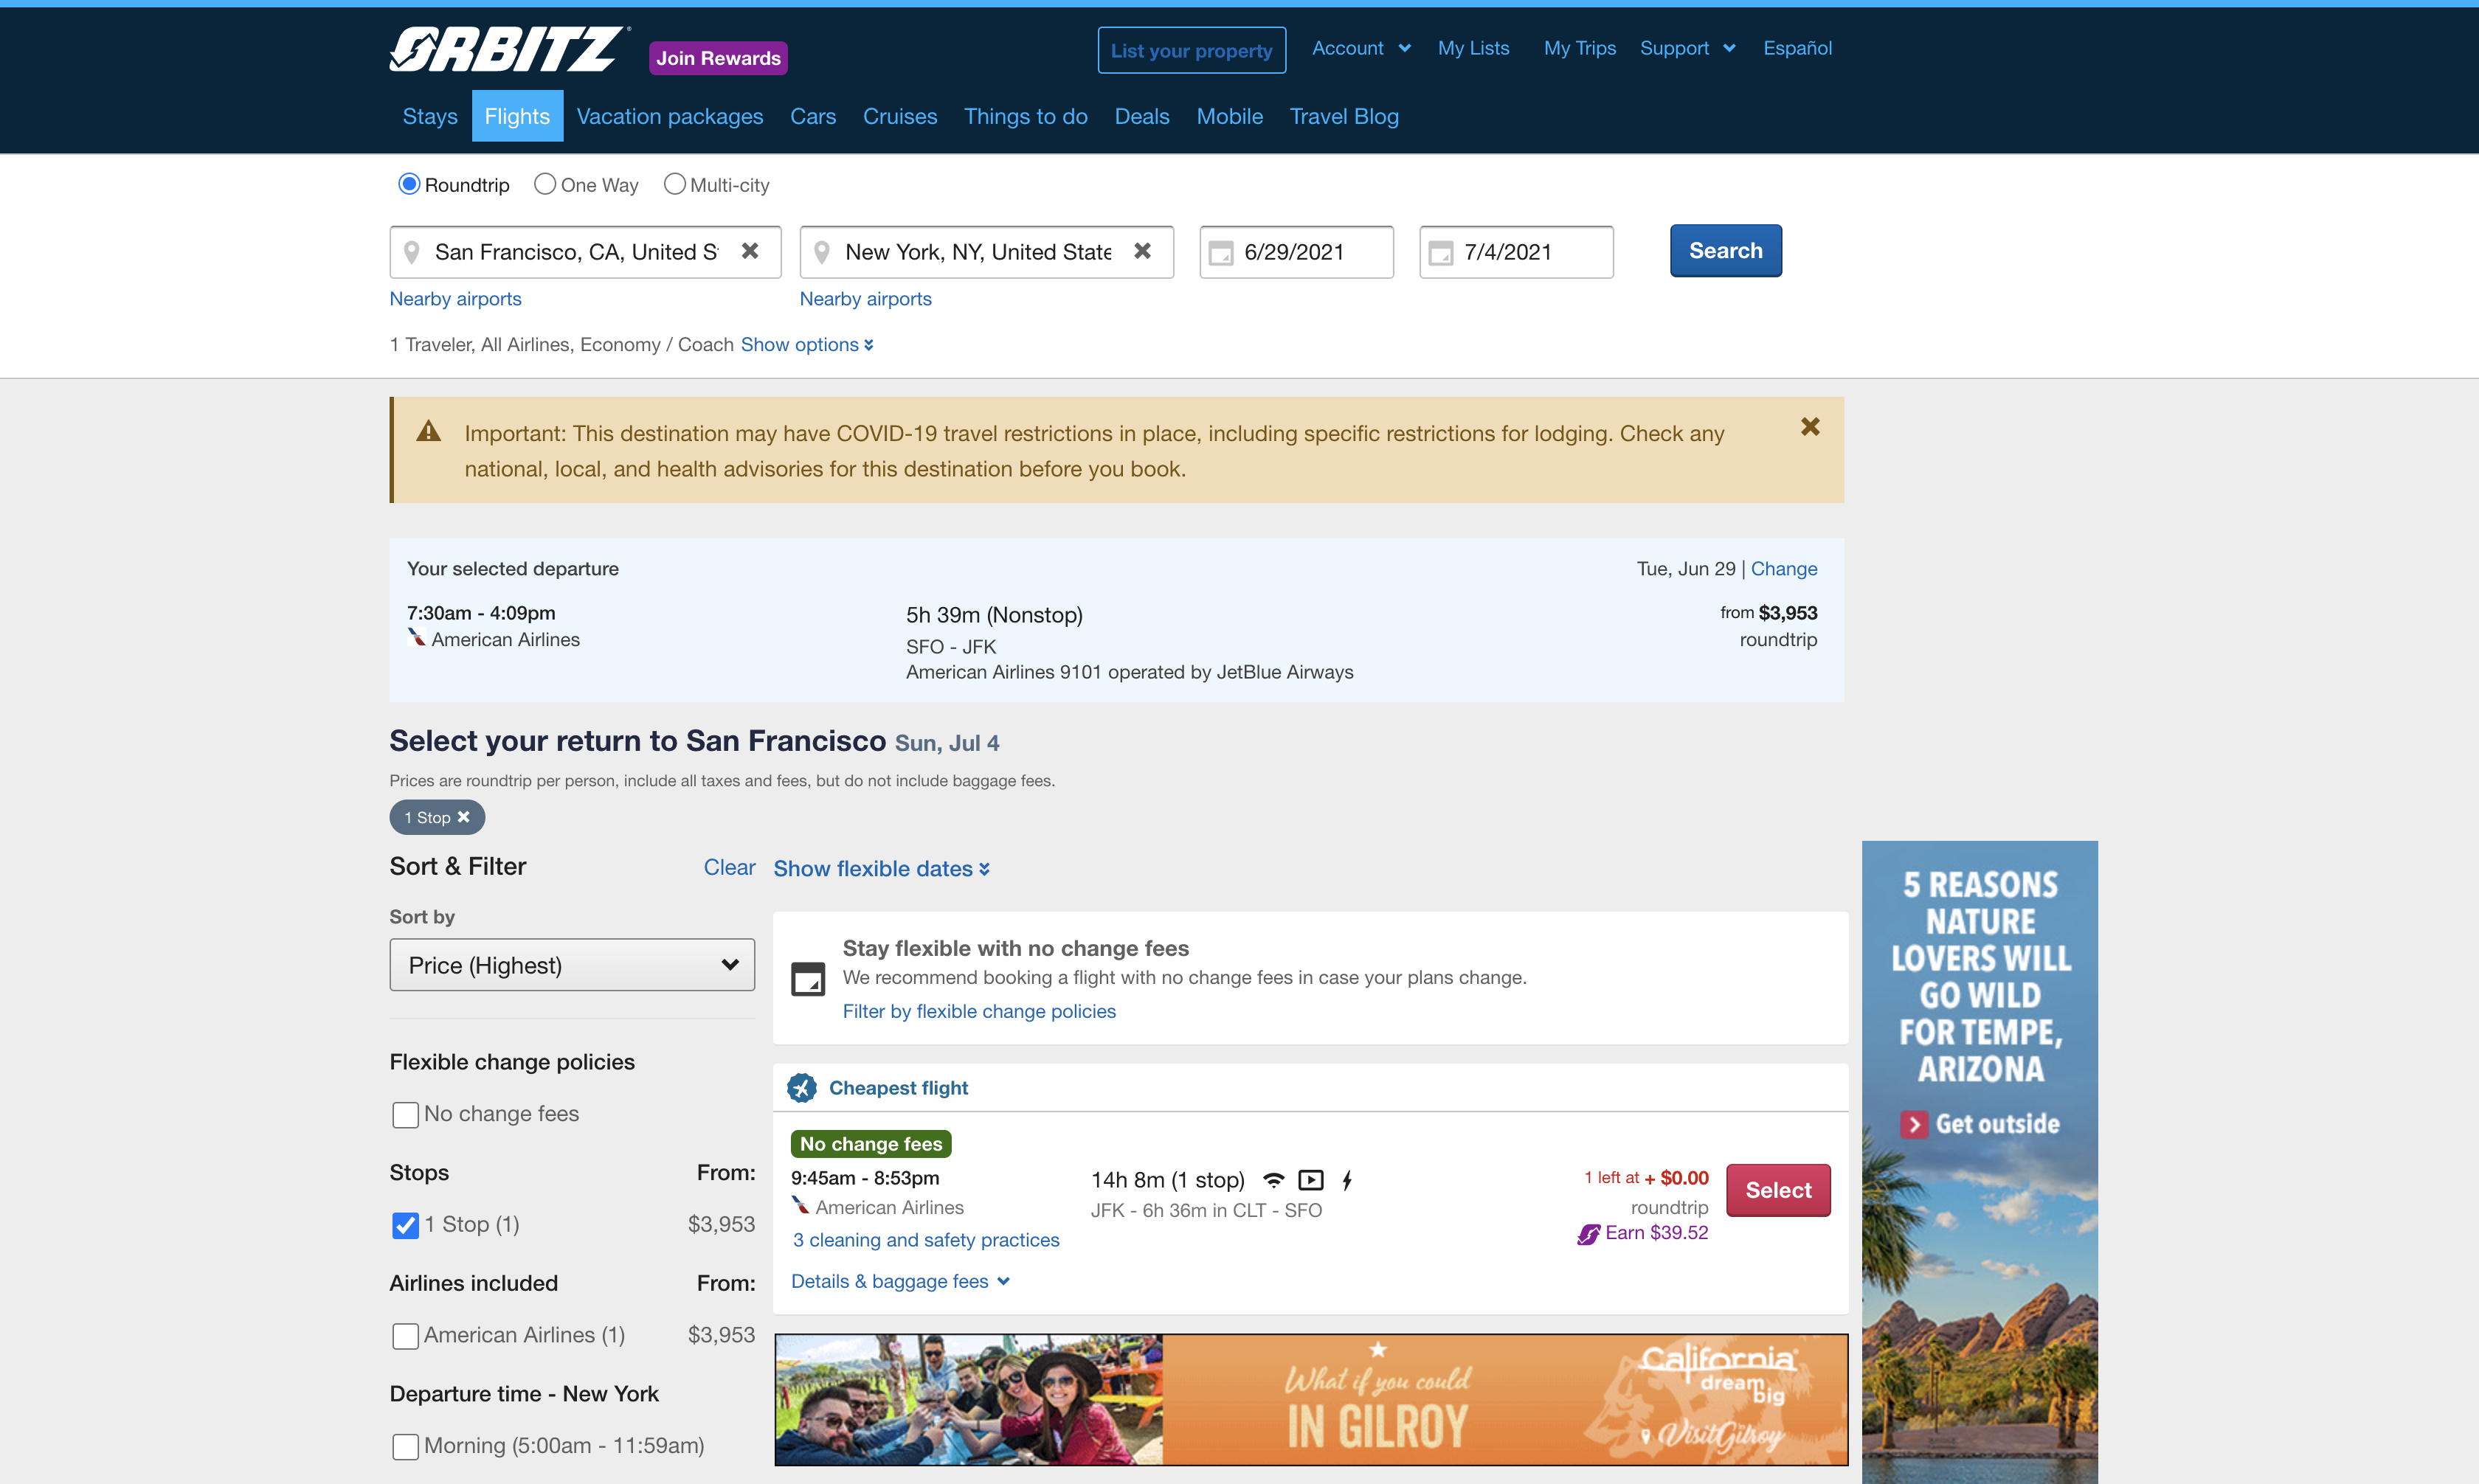 ORBITZ
Join Rewards
List your property
Account
My Lists
My Trips
Support
Español
Stays
Flights
Vacation packages
Cars
Cruises
Things to do
Deals
Mobile
Travel Blog
Roundtrip
One Way
Multi-city
San Francisco, CA, United S
New York, NY, United State
6/29/2021
7/4/2021
Search
Nearby airports
Nearby airports
1 Traveler, All Airlines, Economy / Coach Show options
Important: This destination may have COVID-19 travel restrictions in place, including specific restrictions for lodging. Check any
national, local, and health advisories for this destination before you book.
Your selected departure
Tue, Jun 29 | Change
7:30am - 4:09pm
American Airlines
5h 39m (Nonstop)
SFO - JFK
American Airlines 9101 operated by JetBlue Airways
from $3,953
roundtrip
Select your return to San Francisco Sun, Jul 4
Prices are roundtrip per person, include all taxes and fees, but do not include baggage fees.
1 Stop
Sort & Filter
Clear
Show flexible dates
Sort by
Price (Highest)
Flexible change policies
No change fees
Stops
From:
1 Stop (1)
$3,953
Airlines included
From:
American Airlines (1)
$3,953
Departure time - New York
Morning (5:00am - 11:59am)
Stay flexible with no change fees
We recommend booking a flight with no change fees in case your plans change.
Filter by flexible change policies
Cheapest flight
No change fees
9:45am - 8:53pm
American Airlines
3 cleaning and safety practices
Details & baggage fees
14h 8m (1 stop)
JFK - 6h 36m in CLT - SFO
1 left at + $0.00
roundtrip
Earn $39.52
Select
What if you could
IN GILROY
California
dream
big
VisitGilroy
5 REASONS
NATURE
LOVERS WILL
GO WILD
FOR TEMPE,
ARIZONA
Get outside